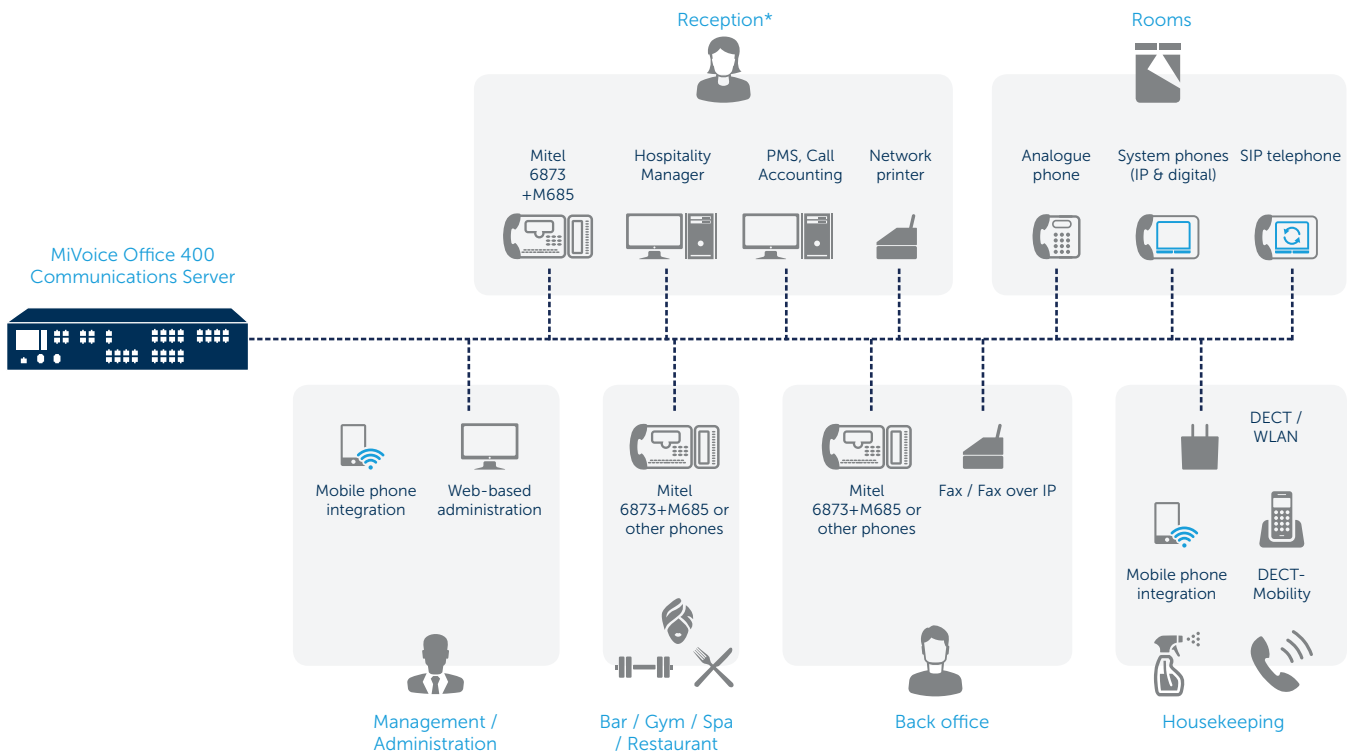 Reception*
Rooms
Mitel
6873
+M685
Hospitality
Manager
PMS, Call
Accounting
Network
printer
Analogue
phone
System phones
(IP & digital)
SIP telephone
MiVoice Office 400
Communications Server
Mobile phone
integration
Web-based
administration
Mitel
6873+M685 or
other phones
Mitel
6873+M685 or
other phones
Fax / Fax over IP
DECT /
WLAN
Mobile phone
integration
DECT-
Mobility
Management /
Administration
Bar / Gym / Spa
/ Restaurant
Back office
Housekeeping